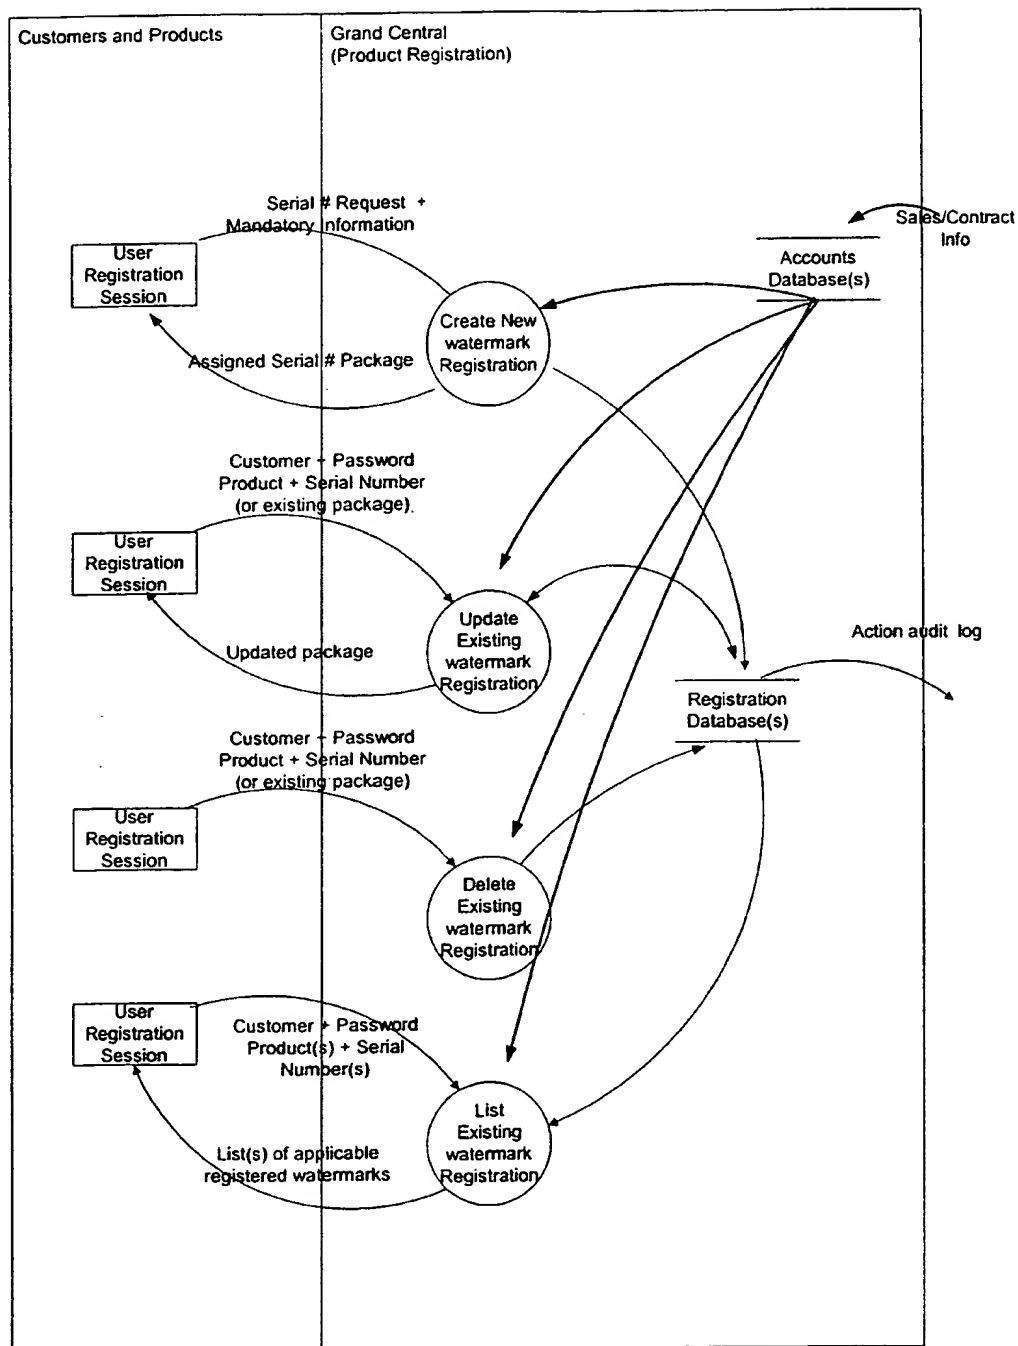 Customers and Products
Grand Central
(Product Registration)
Serial # Request +
Mandatory Information
User
Registration
Session
Sales/Contract
Info
Accounts
Database(s)
Create New
watermark
Registration
Assigned Serial # Package
Customer + Password
Product + Serial Number
(or existing package)
User
Registration
Session
Update
Existing
watermark
Registration
Updated package
Action audit log
Registration
Database(s)
Customer + Password
Product + Serial Number
(or existing package)
User
Registration
Session
Delete
Existing
watermark
Registration
User
Registration
Session
Customer + Password
Product(s) + Serial
Number(s)
List
Existing
watermark
Registration
List(s) of applicable
registered watermarks